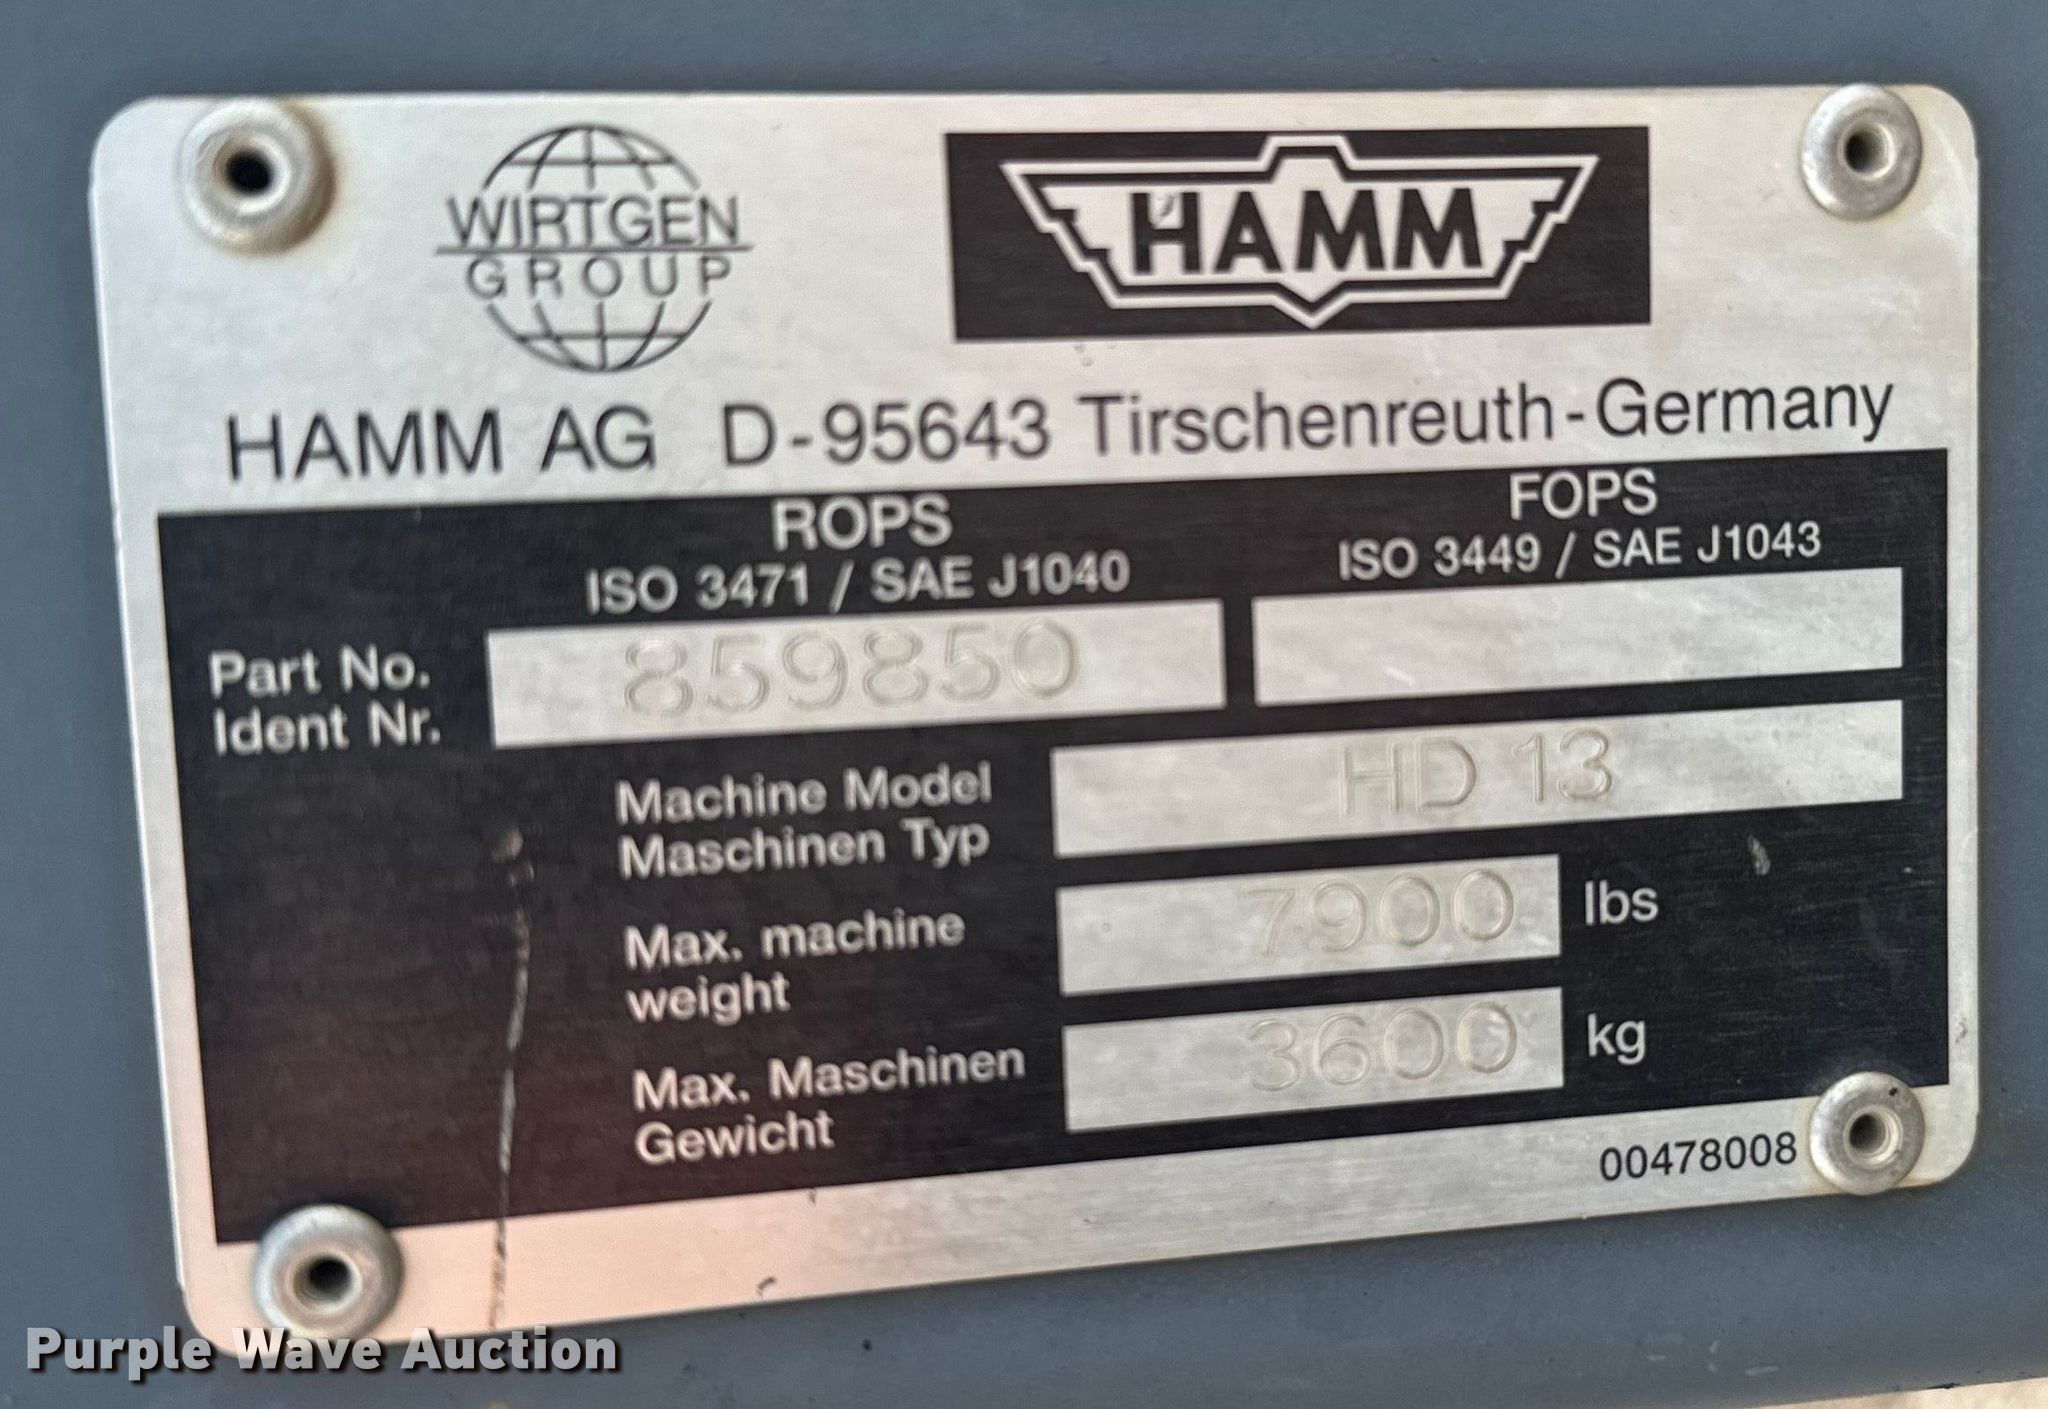 WIRTGEN
GROUP
HAMM
HAMM AG D-95643 Tirschenreuth-Germany
ROPS
ISO 3471 / SAE J1040
FOPS
ISO 3449 / SAE J1043
Part No.
Ident Nr.
859850
Machine Model
Maschinen Typ
HD 13
Max. machine
weight
7900 lbs
Max. Maschinen
Gewicht
3600 kg
00478008
Purple Wave Auction